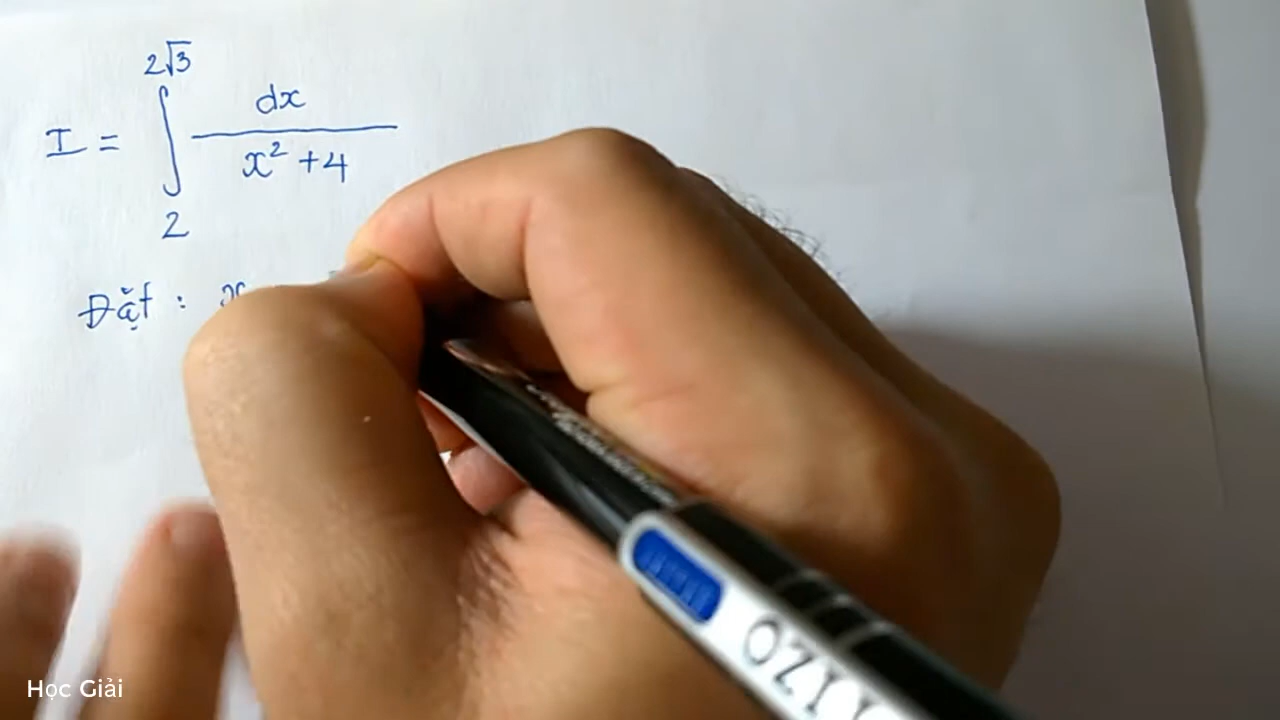 I = ∫_{2}^{2√3} dx / (x² + 4)
Đặt : x
Học Giải